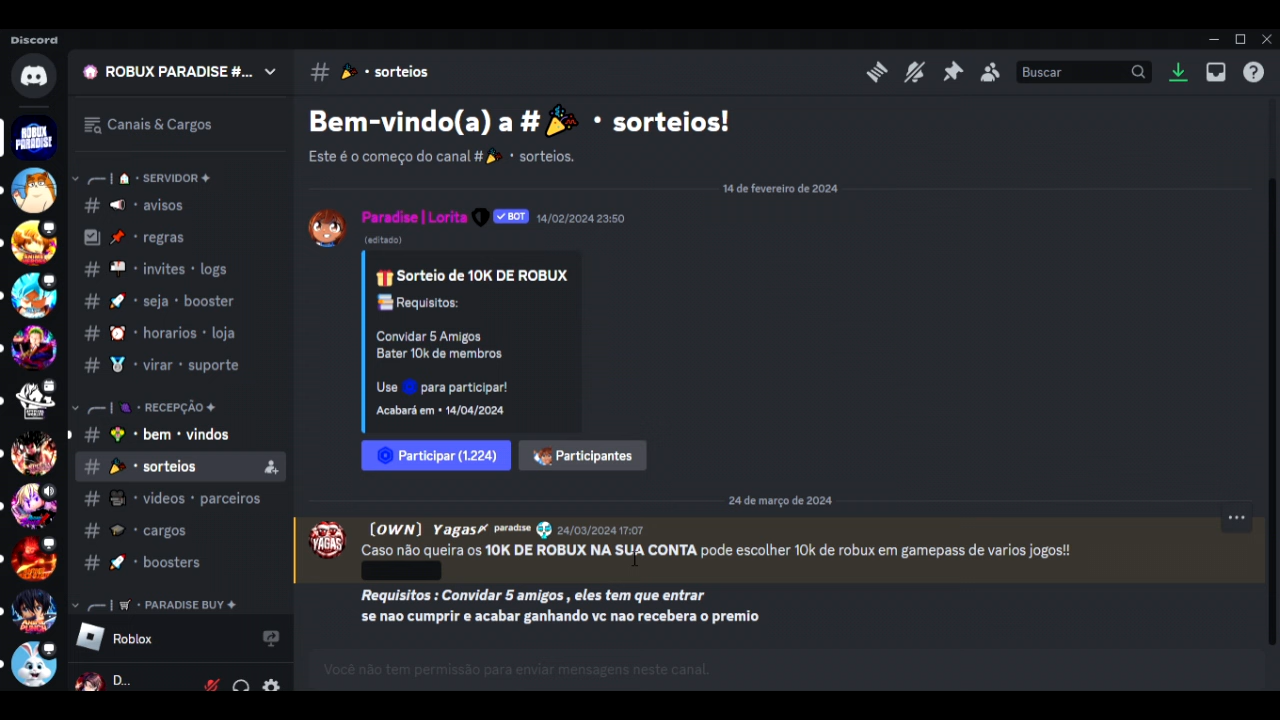 Discord
ROBUX PARADISE #...
# • sorteios
Buscar
Canais & Cargos
Bem-vindo(a) a # • sorteios!
Este é o começo do canal # • sorteios.
14 de fevereiro de 2024
SERVIDOR
# • avisos
• regras
# • invites • logs
# • seja • booster
# • horarios • loja
# • virar • suporte
RECEPÇÃO
# • bem • vindos
# • sorteios
# • videos • parceiros
# • cargos
# • boosters
PARADISE BUY
Roblox
D...
ROBUX PARADISE
Paradise | Lorita BOT 14/02/2024 23:50
(editado)
Sorteio de 10K DE ROBUX
Requisitos:
Convidar 5 Amigos
Bater 10k de membros
Use para participar!
Acabará em • 14/04/2024
Participar (1.224)
Participantes
24 de março de 2024
YAGAS
〔OWN〕 Yagas paradise 24/03/2024 17:07
Caso não queira os 10K DE ROBUX NA SUA CONTA pode escolher 10k de robux em gamepass de varios jogos!!
Requisitos : Convidar 5 amigos , eles tem que entrar
se nao cumprir e acabar ganhando vc nao recebera o premio
Você não tem permissão para enviar mensagens neste canal.